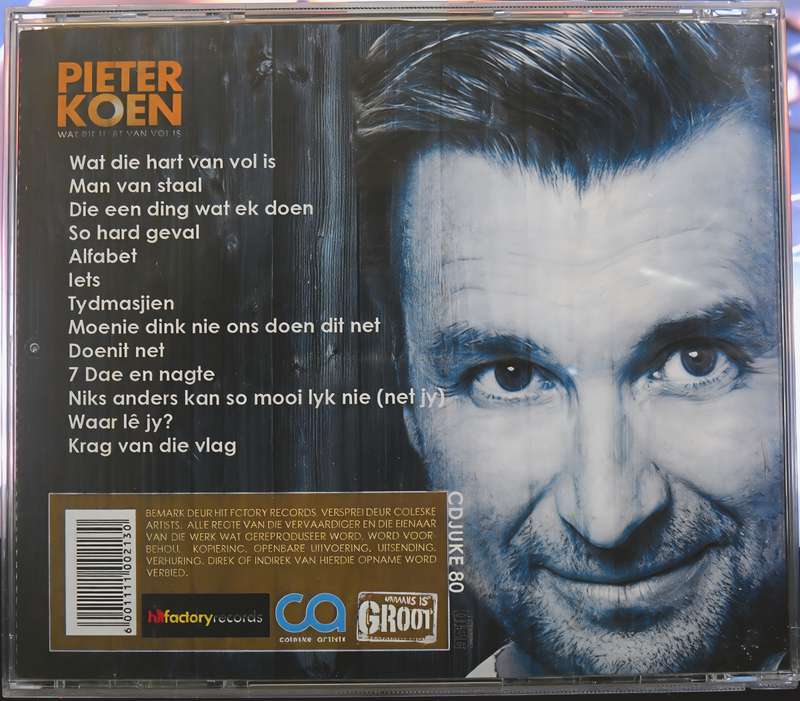 PIETER
KOEN
WAT DIE HART VAN VOL IS
Wat die hart van vol is
Man van staal
Die een ding wat ek doen
So hard geval
Alfabet
Iets
Tydmasjien
Moenie dink nie ons doen dit net
Doenit net
7 Dae en nagte
Niks anders kan so mooi lyk nie (net jy)
Waar lê jy?
Krag van die vlag
BEMARK DEUR HIT FCTORY RECORDS. VERSPREI DEUR COLESKE
ARTISTS. ALLE REGTE VAN DIE VERVAARDIGER EN DIE EIENAAR
VAN DIE WERK WAT GEREPRODUSEER WORD, WORD VOOR-
BEHOU. KOPIERING, OPENBARE UITVOERING, UITSENDING,
VERHURING, DIREK OF INDIREK VAN HIERDIE OPNAME WORD
VERBIED.
6 001111 002130
hitfactoryrecords
ca
coleske artists
IS
GROOT
CDJUKE 80